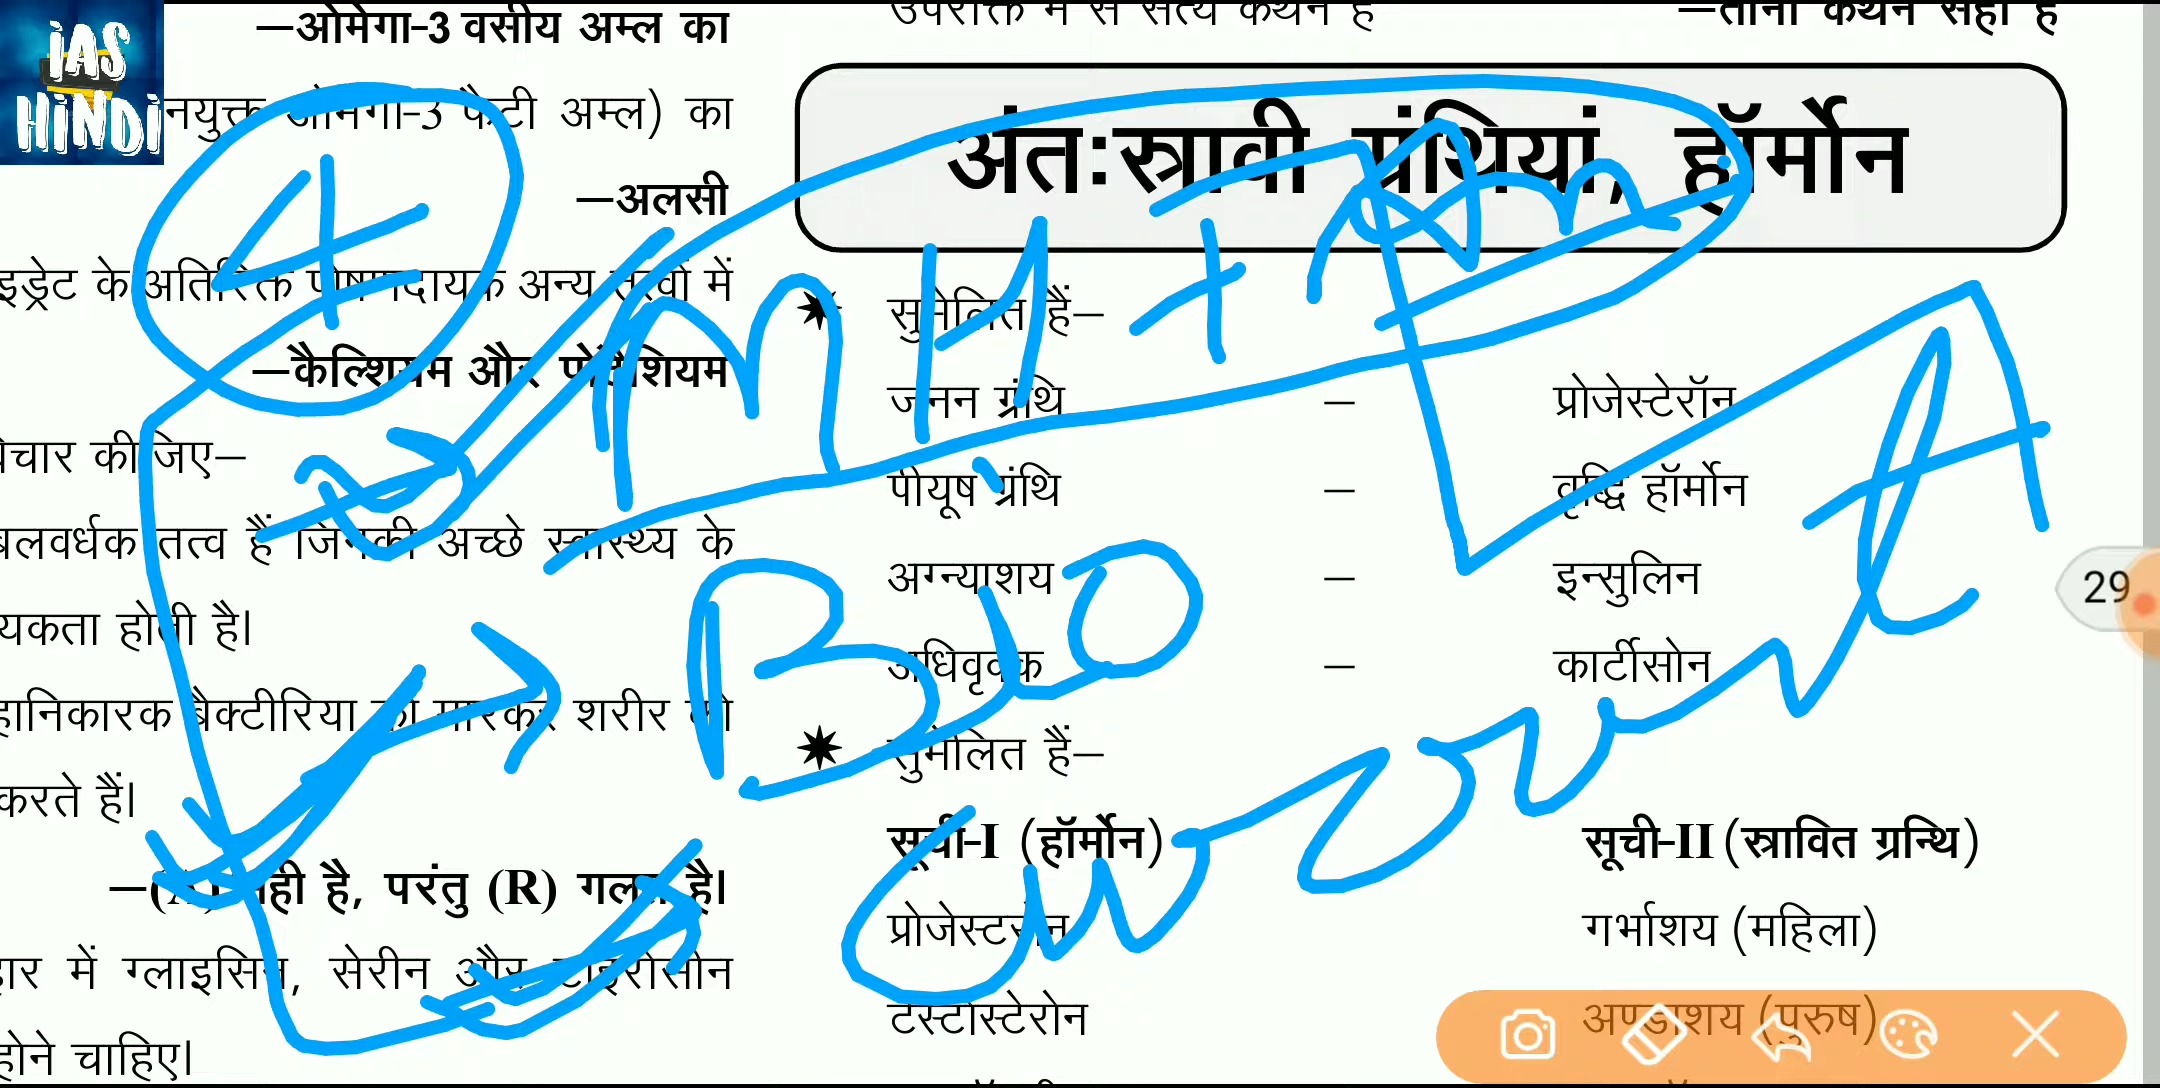 iAS
HiNDi
—ओमेगा-3 वसीय अम्ल का
नयुक्त ओमेगा-3 फैटी अम्ल) का
—अलसी
इड्रेट के अतिरिक्त पोषणदायक अन्य तत्वों में
—कैल्शियम और पोटैशियम
वेचार कीजिए—
बलवर्धक तत्व हैं जिनकी अच्छे स्वास्थ्य के
यकता होती है।
हानिकारक बैक्टीरिया को मारकर शरीर को
करते हैं।
सही है, परंतु (R) गलत है।
हार में ग्लाइसिन, सेरीन और टाइरोसीन
होने चाहिए।
उपरोक्त में से सत्य कथन है —तीनों कथन सही हैं
अंतःस्रावी ग्रंथियां, हॉर्मोन
सुमेलित हैं—
जनन ग्रंथि — प्रोजेस्टेरॉन
पीयूष ग्रंथि — वृद्धि हॉर्मोन
अग्न्याशय — इन्सुलिन
अधिवृक्क — कार्टीसोन
सुमेलित हैं—
सूची-I (हॉर्मोन) सूची-II (स्रावित ग्रन्थि)
प्रोजेस्टरोन गर्भाशय (महिला)
टेस्टोस्टेरोन अण्डाशय (पुरुष)
29
4
Bio